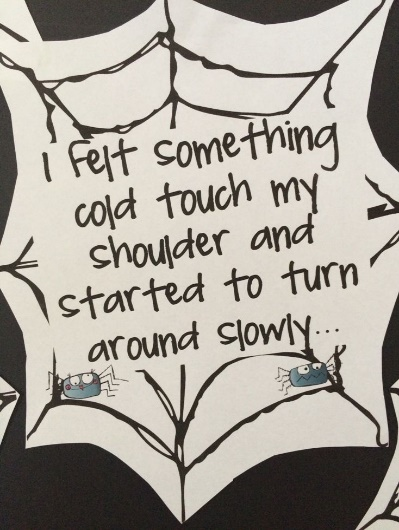 I felt something
cold touch my
shoulder and
started to turn
around slowly...